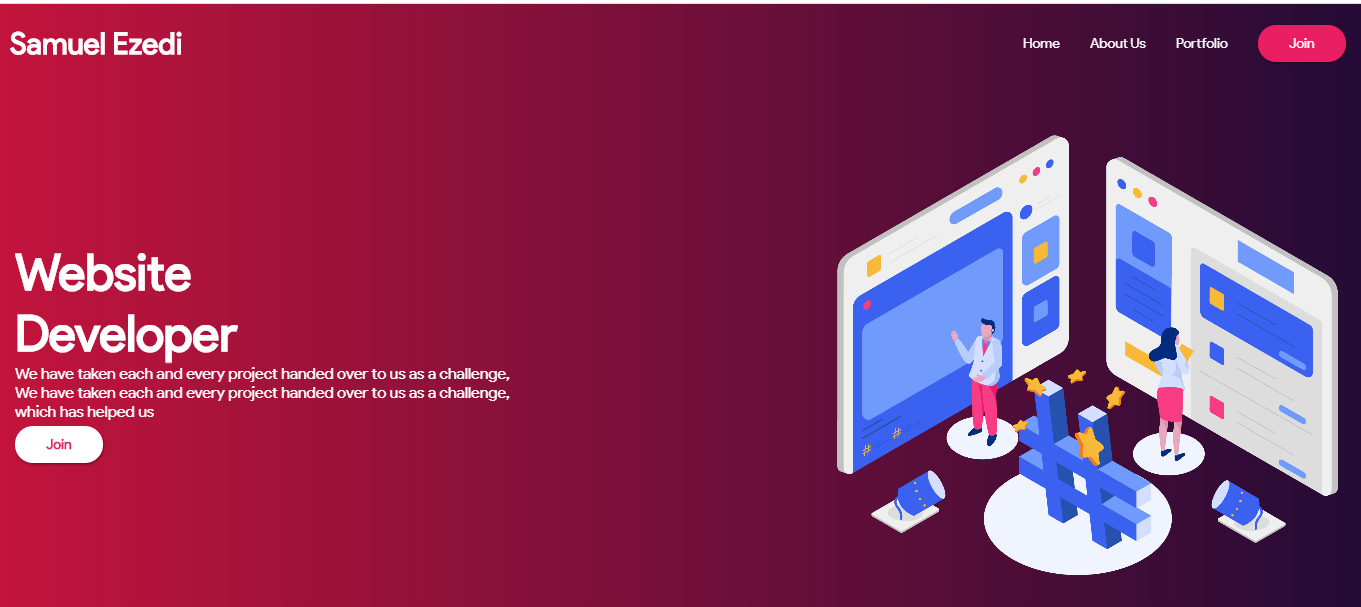 Samuel Ezedi
Home
About Us
Portfolio
Join
Website
Developer
We have taken each and every project handed over to us as a challenge,
We have taken each and every project handed over to us as a challenge,
which has helped us
Join
#
#